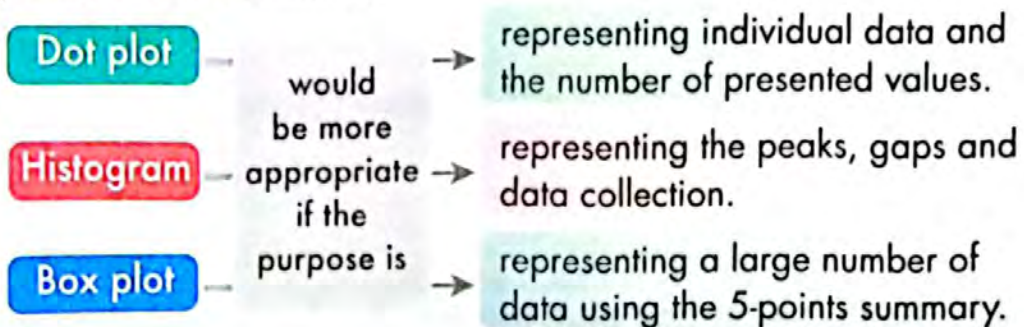 Dot plot
Histogram
Box plot
would
be more
appropriate
if the
purpose is
representing individual data and
the number of presented values.
representing the peaks, gaps and
data collection.
representing a large number of
data using the 5-points summary.